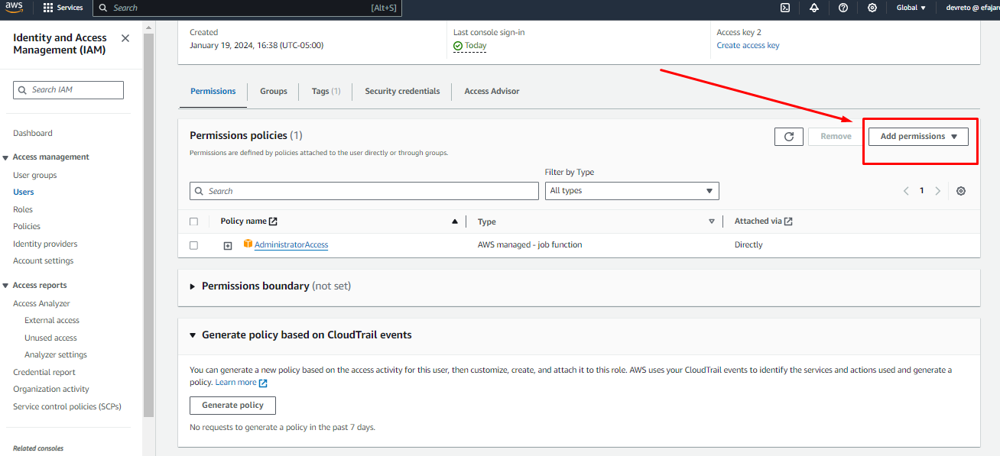 aws
Services
Search
[Alt+S]
Global
devreto @ efajar
Identity and Access
Management (IAM)
Search IAM
Dashboard
Access management
User groups
Users
Roles
Policies
Identity providers
Account settings
Access reports
Access Analyzer
External access
Unused access
Analyzer settings
Credential report
Organization activity
Service control policies (SCPs)
Related consoles
Created
January 19, 2024, 16:38 (UTC-05:00)
Last console sign-in
Today
Access key 2
Create access key
Permissions
Groups
Tags (1)
Security credentials
Access Advisor
Permissions policies (1)
Permissions are defined by policies attached to the user directly or through groups.
Remove
Add permissions
Filter by Type
Search
All types
1
Policy name
Type
Attached via
AdministratorAccess
AWS managed - job function
Directly
Permissions boundary (not set)
Generate policy based on CloudTrail events
You can generate a new policy based on the access activity for this user, then customize, create, and attach it to this role. AWS uses your CloudTrail events to identify the services and actions used and generate a
policy. Learn more
Generate policy
No requests to generate a policy in the past 7 days.